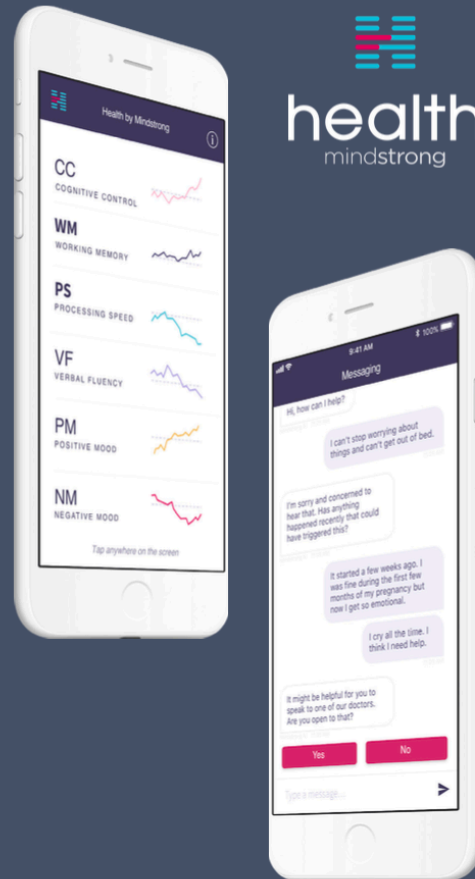 health
mindstrong
Health by Mindstrong
CC
COGNITIVE CONTROL
WM
WORKING MEMORY
PS
PROCESSING SPEED
VF
VERBAL FLUENCY
PM
POSITIVE MOOD
NM
NEGATIVE MOOD
Tap anywhere on the screen
9:41 AM
100%
Messaging
Hi, how can I help?
I can't stop worrying about
things and can't get out of bed.
I'm sorry and concerned to
hear that. Has anything
happened recently that could
have triggered this?
It started a few weeks ago. I
was fine during the first few
months of my pregnancy but
now I get so emotional.
I cry all the time. I
think I need help.
It might be helpful for you to
speak to one of our doctors.
Are you open to that?
Yes
No
Type a message...